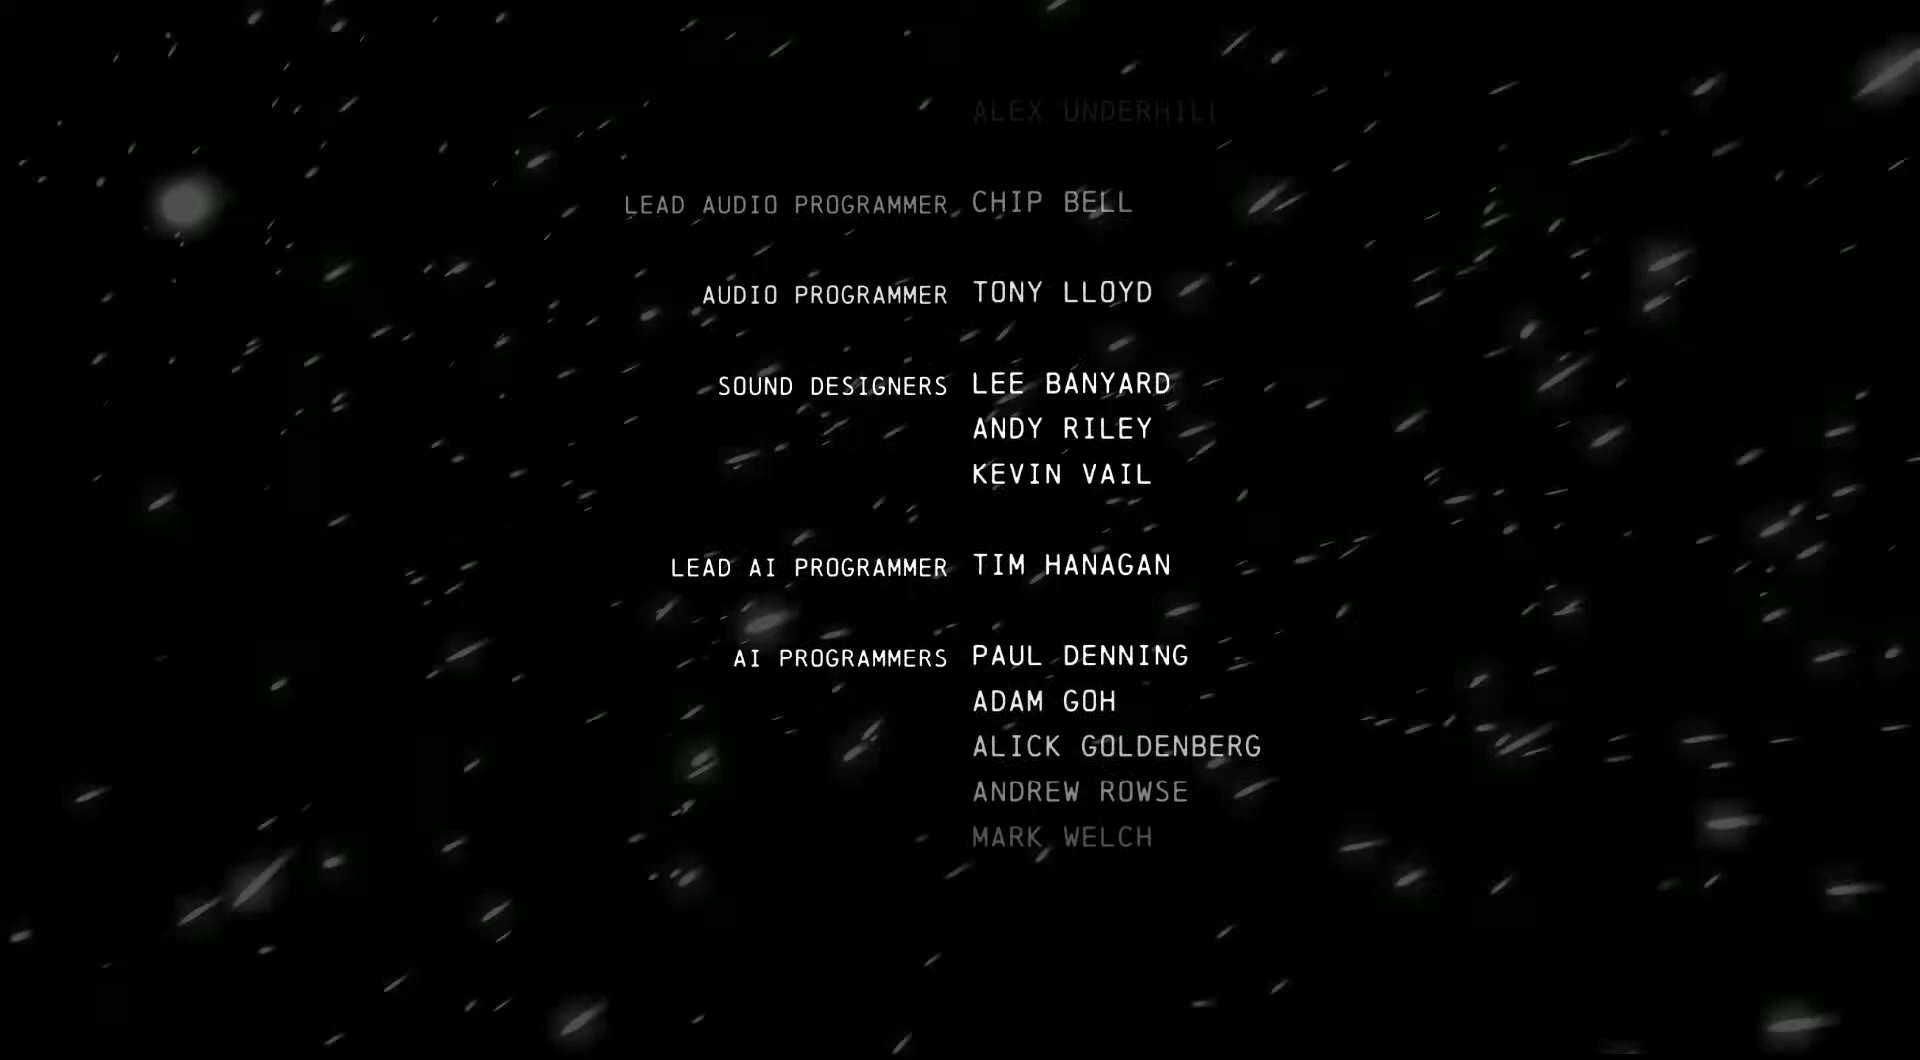 ALEX UNDERHILL
LEAD AUDIO PROGRAMMER CHIP BELL
AUDIO PROGRAMMER TONY LLOYD
SOUND DESIGNERS LEE BANYARD
ANDY RILEY
KEVIN VAIL
LEAD AI PROGRAMMER TIM HANAGAN
AI PROGRAMMERS PAUL DENNING
ADAM GOH
ALICK GOLDENBERG
ANDREW ROWSE
MARK WELCH